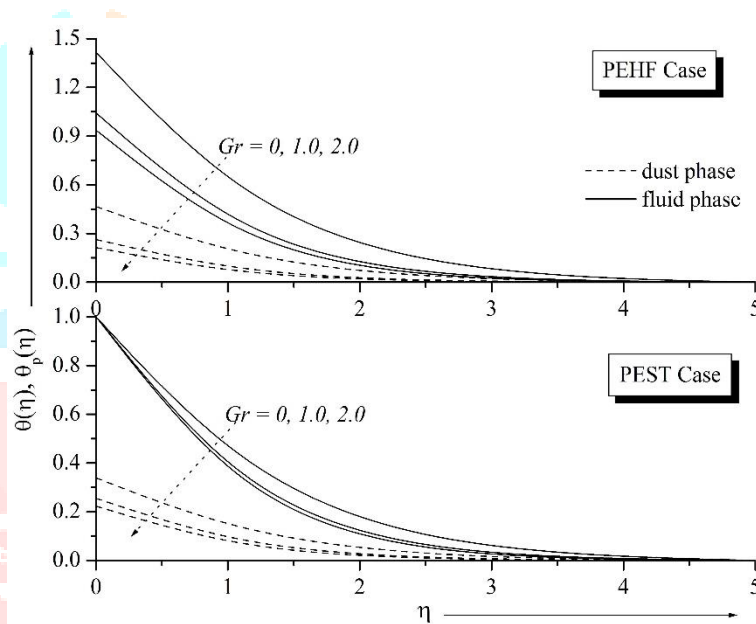 1.5
PEHF Case
1.2
0.9
Gr = 0, 1.0, 2.0
dust phase
0.6
fluid phase
0.3
0.0
0 1 2 3 4 5
1.0
θ(η), θp(η)
PEST Case
0.8
0.6
Gr = 0, 1.0, 2.0
0.4
0.2
0.0
0 1 2 3 4 5
η